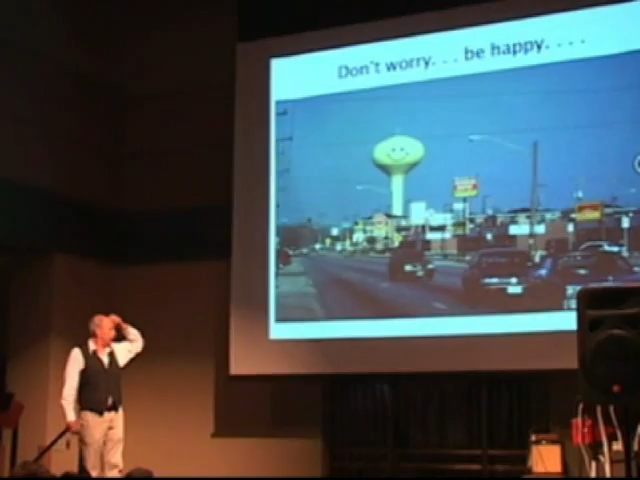 Don't worry. . . be happy. . . .